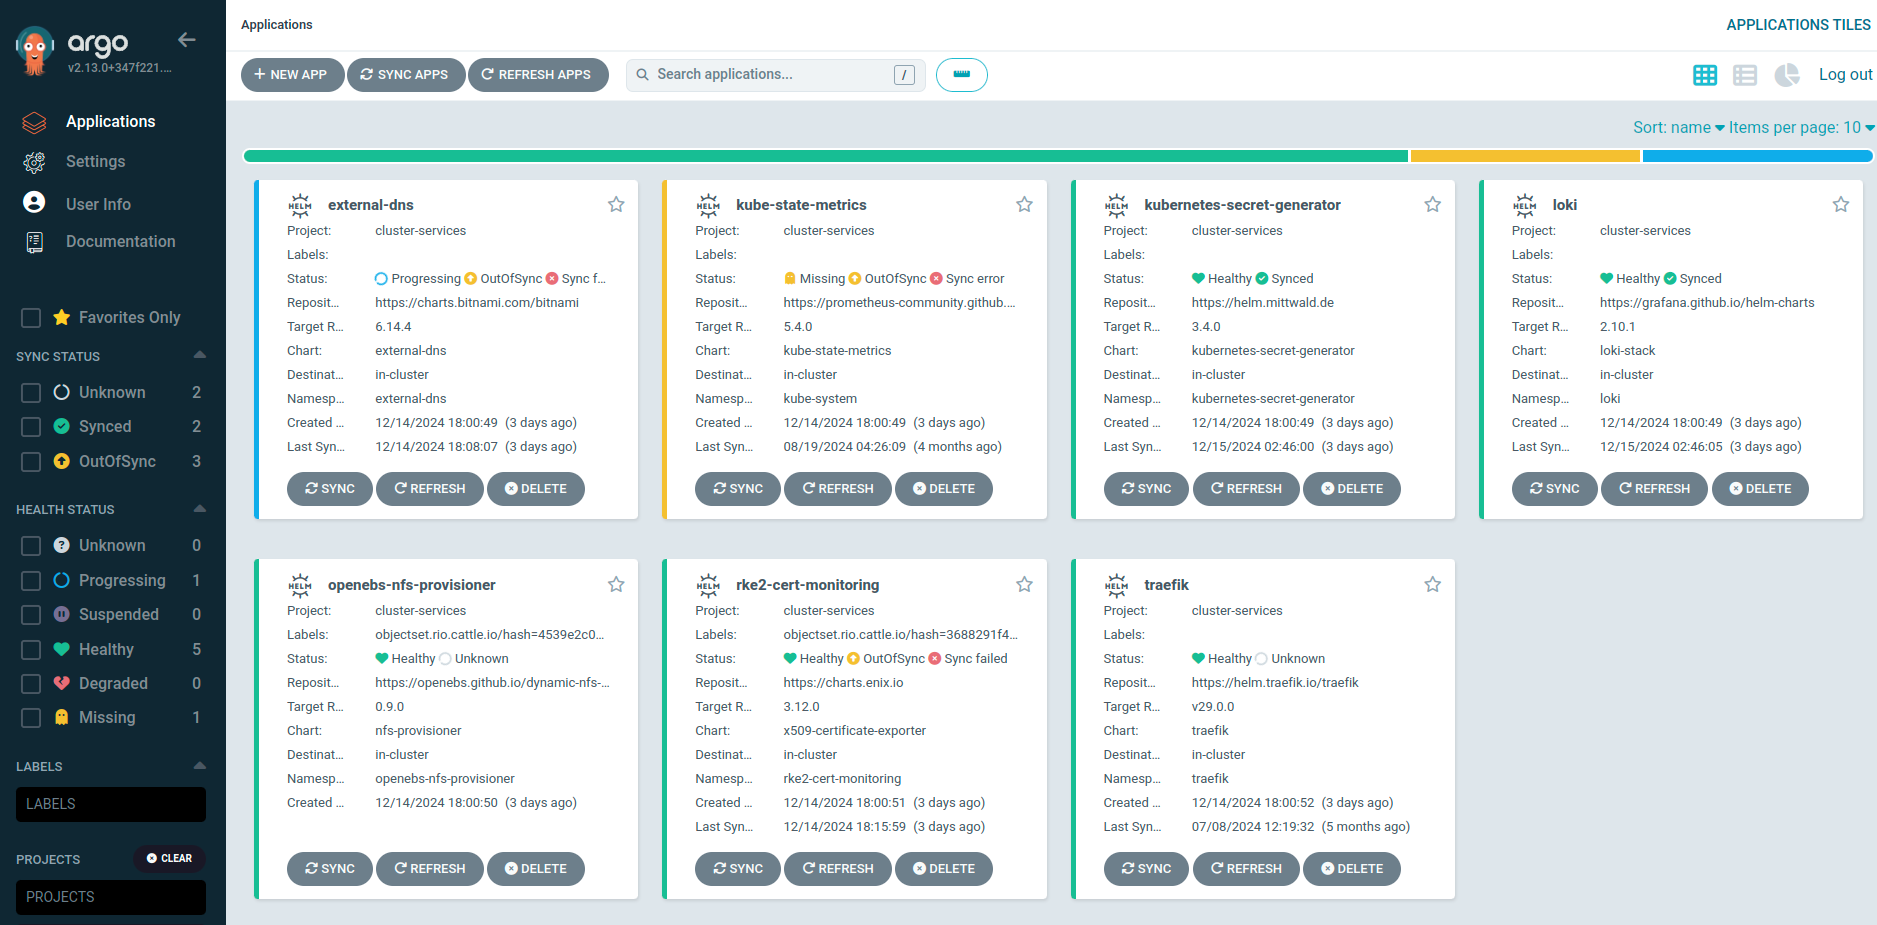 argo
v2.13.0+347f221....
Applications
Settings
User Info
Documentation
Favorites Only
SYNC STATUS
Unknown 2
Synced 2
OutOfSync 3
HEALTH STATUS
Unknown 0
Progressing 1
Suspended 0
Healthy 5
Degraded 0
Missing 1
LABELS
LABELS
PROJECTS CLEAR
PROJECTS
Applications APPLICATIONS TILES
NEW APP SYNC APPS REFRESH APPS Search applications... / Log out
Sort: name Items per page: 10
HELM external-dns
Project: cluster-services
Labels:
Status: Progressing OutOfSync Sync f...
Reposit... https://charts.bitnami.com/bitnami
Target R... 6.14.4
Chart: external-dns
Destinat... in-cluster
Namesp... external-dns
Created ... 12/14/2024 18:00:49 (3 days ago)
Last Syn... 12/14/2024 18:08:07 (3 days ago)
SYNC REFRESH DELETE
HELM kube-state-metrics
Project: cluster-services
Labels:
Status: Missing OutOfSync Sync error
Reposit... https://prometheus-community.github....
Target R... 5.4.0
Chart: kube-state-metrics
Destinat... in-cluster
Namesp... kube-system
Created ... 12/14/2024 18:00:49 (3 days ago)
Last Syn... 08/19/2024 04:26:09 (4 months ago)
SYNC REFRESH DELETE
HELM kubernetes-secret-generator
Project: cluster-services
Labels:
Status: Healthy Synced
Reposit... https://helm.mittwald.de
Target R... 3.4.0
Chart: kubernetes-secret-generator
Destinat... in-cluster
Namesp... kubernetes-secret-generator
Created ... 12/14/2024 18:00:49 (3 days ago)
Last Syn... 12/15/2024 02:46:00 (3 days ago)
SYNC REFRESH DELETE
HELM loki
Project: cluster-services
Labels:
Status: Healthy Synced
Reposit... https://grafana.github.io/helm-charts
Target R... 2.10.1
Chart: loki-stack
Destinat... in-cluster
Namesp... loki
Created ... 12/14/2024 18:00:49 (3 days ago)
Last Syn... 12/15/2024 02:46:05 (3 days ago)
SYNC REFRESH DELETE
HELM openebs-nfs-provisioner
Project: cluster-services
Labels: objectset.rio.cattle.io/hash=4539e2c0...
Status: Healthy Unknown
Reposit... https://openebs.github.io/dynamic-nfs-...
Target R... 0.9.0
Chart: nfs-provisioner
Destinat... in-cluster
Namesp... openebs-nfs-provisioner
Created ... 12/14/2024 18:00:50 (3 days ago)
SYNC REFRESH DELETE
HELM rke2-cert-monitoring
Project: cluster-services
Labels: objectset.rio.cattle.io/hash=3688291f4...
Status: Healthy OutOfSync Sync failed
Reposit... https://charts.enix.io
Target R... 3.12.0
Chart: x509-certificate-exporter
Destinat... in-cluster
Namesp... rke2-cert-monitoring
Created ... 12/14/2024 18:00:51 (3 days ago)
Last Syn... 12/14/2024 18:15:59 (3 days ago)
SYNC REFRESH DELETE
HELM traefik
Project: cluster-services
Labels:
Status: Healthy Unknown
Reposit... https://helm.traefik.io/traefik
Target R... v29.0.0
Chart: traefik
Destinat... in-cluster
Namesp... traefik
Created ... 12/14/2024 18:00:52 (3 days ago)
Last Syn... 07/08/2024 12:19:32 (5 months ago)
SYNC REFRESH DELETE